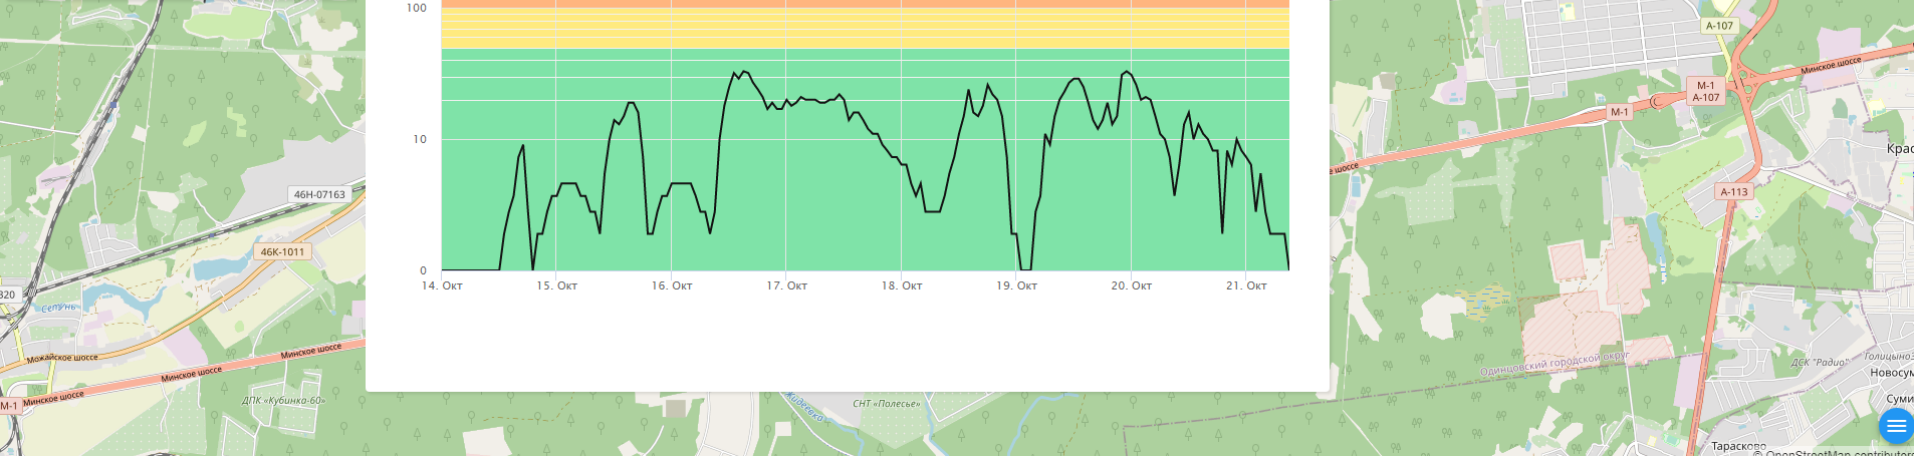 100
10
0
14. Окт
15. Окт
16. Окт
17. Окт
18. Окт
19. Окт
20. Окт
21. Окт
46Н-07163
46К-1011
320
Сетунь
Можайское шоссе
Минское шоссе
Минское шоссе
М-1
Минское шоссе
ДПК «Кубинка-60»
СНТ «Полесье»
А-107
Минское шоссе
М-1
А-107
М-1
шоссе
А-113
Крас
Одинцовский городской округ
ДСК "Радио"
Голицыно
Новосум
Суми
Тарасково
© OpenStreetMap contributors